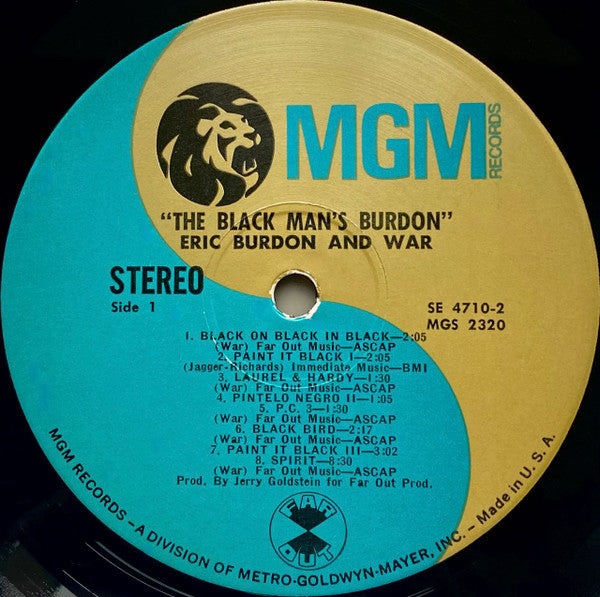 MGM
RECORDS
"THE BLACK MAN'S BURDON"
ERIC BURDON AND WAR
STEREO
Side 1
SE 4710-2
MGS 2320
1. BLACK ON BLACK IN BLACK—2:05
(War) Far Out Music—ASCAP
2. PAINT IT BLACK I—2:05
(Jagger-Richards) Immediate Music—BMI
3. LAUREL & HARDY—1:30
(War) Far Out Music—ASCAP
4. PINTELO NEGRO II—1:05
5. P.C. 3—1:30
(War) Far Out Music—ASCAP
6. BLACK BIRD—2:17
(War) Far Out Music—ASCAP
7. PAINT IT BLACK III—3:02
8. SPIRIT—8:30
(War) Far Out Music—ASCAP
Prod. By Jerry Goldstein for Far Out Prod.
FAR
OUT
MGM RECORDS – A DIVISION OF METRO-GOLDWYN-MAYER, INC. – Made in U. S. A.